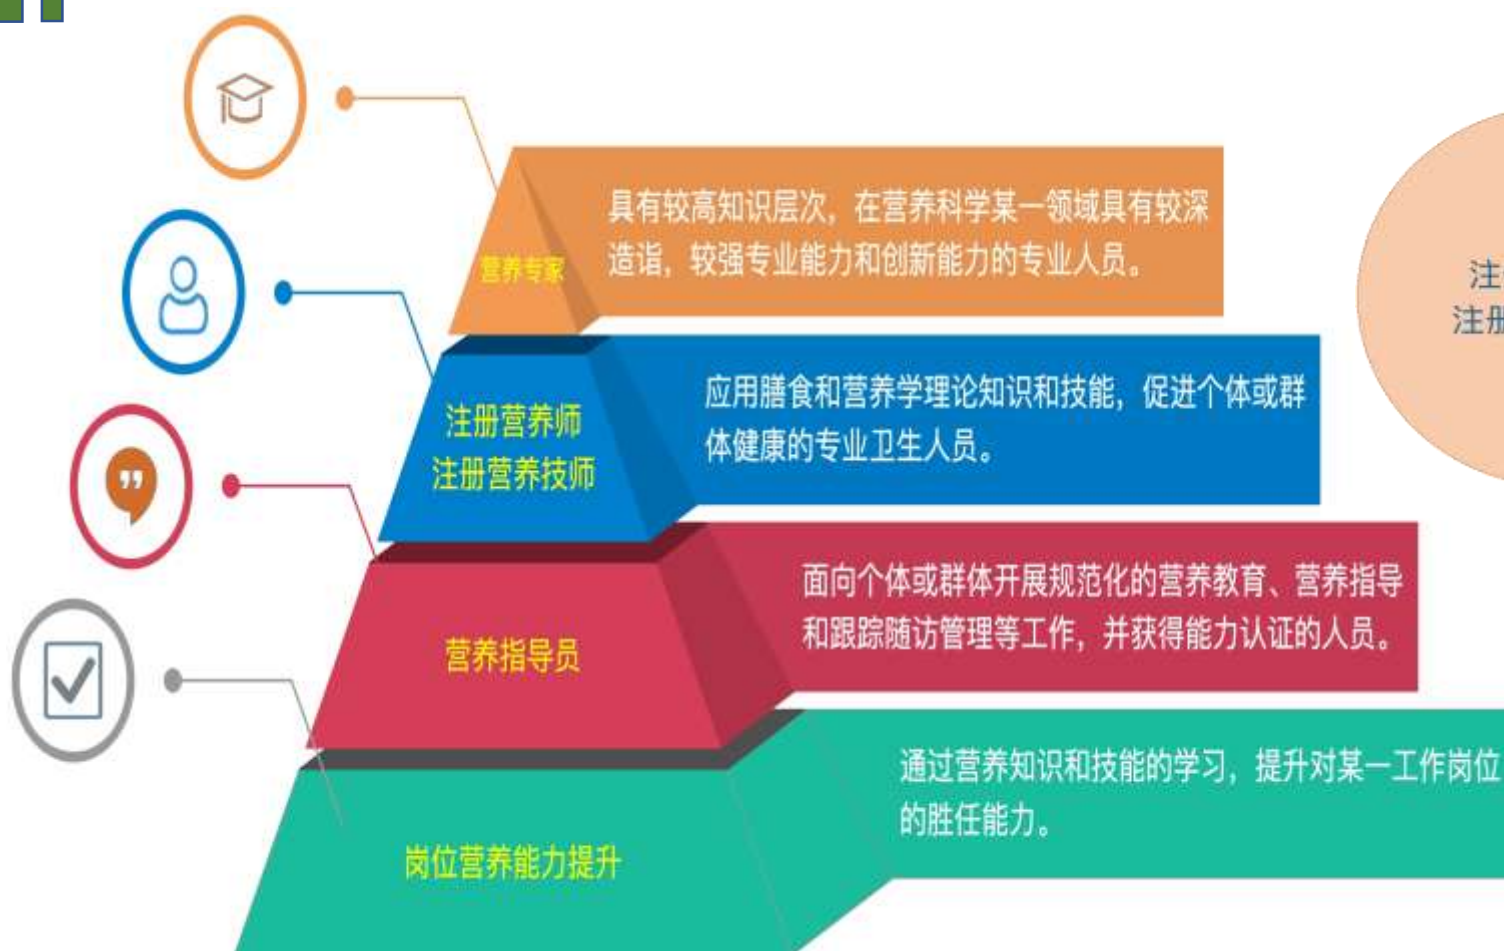 营养专家
具有较高知识层次，在营养科学某一领域具有较深
造诣，较强专业能力和创新能力的专业人员。
注册营养师
注册营养技师
应用膳食和营养学理论知识和技能，促进个体或群
体健康的专业卫生人员。
营养指导员
面向个体或群体开展规范化的营养教育、营养指导
和跟踪随访管理等工作，并获得能力认证的人员。
岗位营养能力提升
通过营养知识和技能的学习，提升对某一工作岗位
的胜任能力。
注
注册